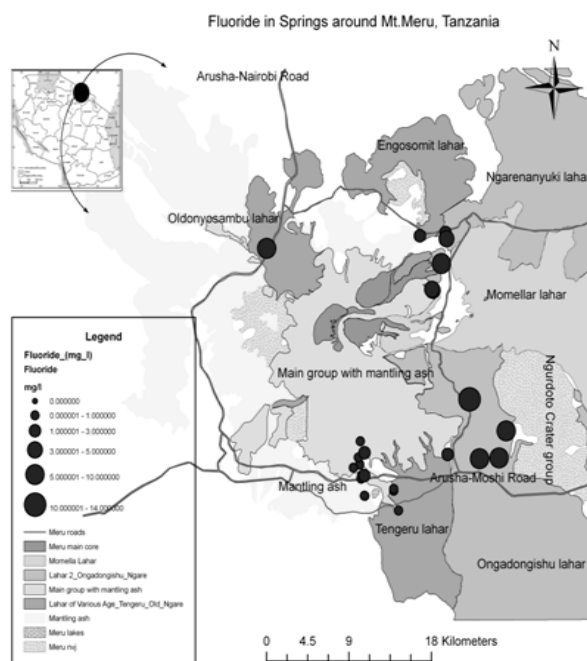 Fluoride in Springs around Mt.Meru, Tanzania
N
Arusha-Nairobi Road
Engosomit lahar
Ngarenanyuki lahar
Oldonyosambu lahar
Momellar lahar
Main group with mantling ash
Ngurdoto Crater group
Arusha-Moshi Road
Mantling ash
Tengeru lahar
Ongadongishu lahar
Legend
Fluoride_(mg_l)
Fluoride
mg/l
0.000000
0.000001 - 1.000000
1.000001 - 3.000000
3.000001 - 5.000000
5.000001 - 10.000000
10.000001 - 14.000000
Meru roads
Meru main core
Momella Lahar
Lahar 2_Ongadongishu_Ngare
Main group with mantling ash
Lahar of Various Age_Tengeru_Old_Ngare
Mantling ash
Meru lakes
Meru nvj
0 4.5 9 18 Kilometers